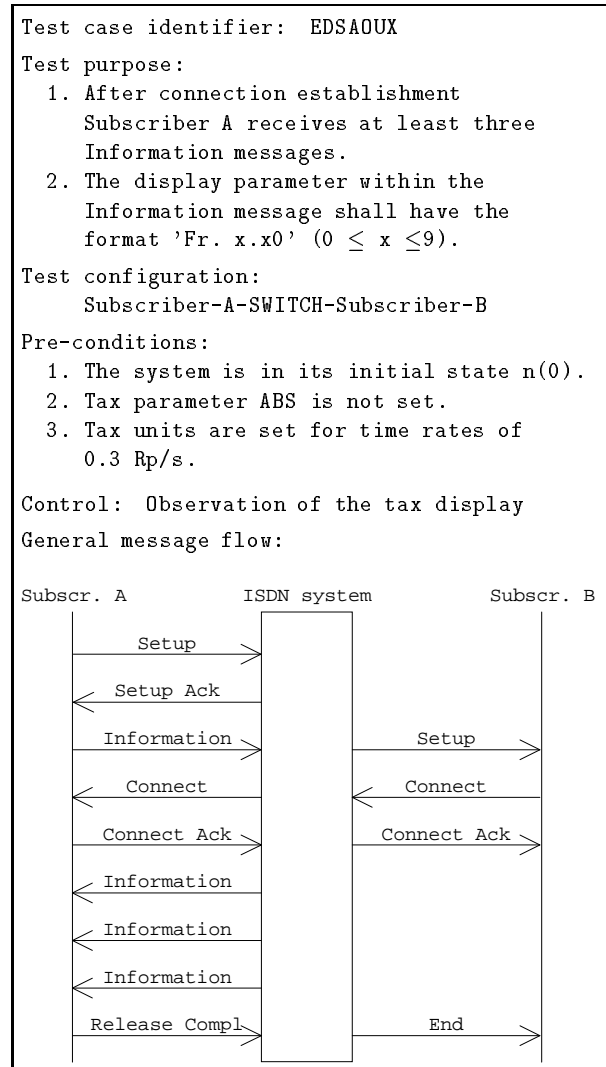 Test case identifier: EDSAOUX
Test purpose:
1. After connection establishment
Subscriber A receives at least three
Information messages.
2. The display parameter within the
Information message shall have the
format 'Fr. x.x0' (0 ≤ x ≤9).
Test configuration:
Subscriber-A-SWITCH-Subscriber-B
Pre-conditions:
1. The system is in its initial state n(0).
2. Tax parameter ABS is not set.
3. Tax units are set for time rates of
0.3 Rp/s.
Control: Observation of the tax display
General message flow:
Subscr. A ISDN system Subscr. B
Setup
Setup Ack
Information Setup
Connect Connect
Connect Ack Connect Ack
Information
Information
Information
Release Compl End